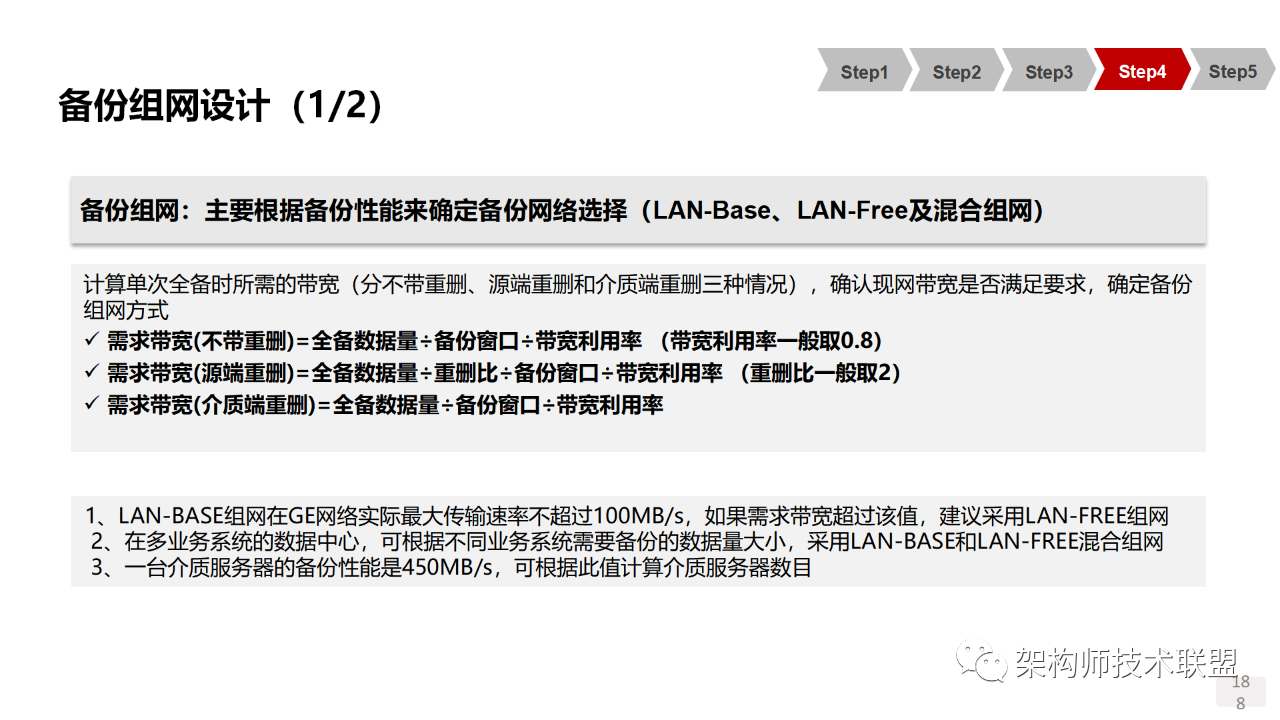 Step1 Step2 Step3 Step4 Step5
备份组网设计（1/2）
备份组网：主要根据备份性能来确定备份网络选择（LAN-Base、LAN-Free及混合组网）
计算单次全备时所需的带宽（分不带重删、源端重删和介质端重删三种情况），确认现网带宽是否满足要求，确定备份
组网方式
✓ 需求带宽(不带重删)=全备数据量÷备份窗口÷带宽利用率 （带宽利用率一般取0.8）
✓ 需求带宽(源端重删)=全备数据量÷重删比÷备份窗口÷带宽利用率 （重删比一般取2）
✓ 需求带宽(介质端重删)=全备数据量÷备份窗口÷带宽利用率
1、LAN-BASE组网在GE网络实际最大传输速率不超过100MB/s，如果需求带宽超过该值，建议采用LAN-FREE组网
2、在多业务系统的数据中心，可根据不同业务系统需要备份的数据量大小，采用LAN-BASE和LAN-FREE混合组网
3、一台介质服务器的备份性能是450MB/s，可根据此值计算介质服务器数目
架构师技术联盟
18
8